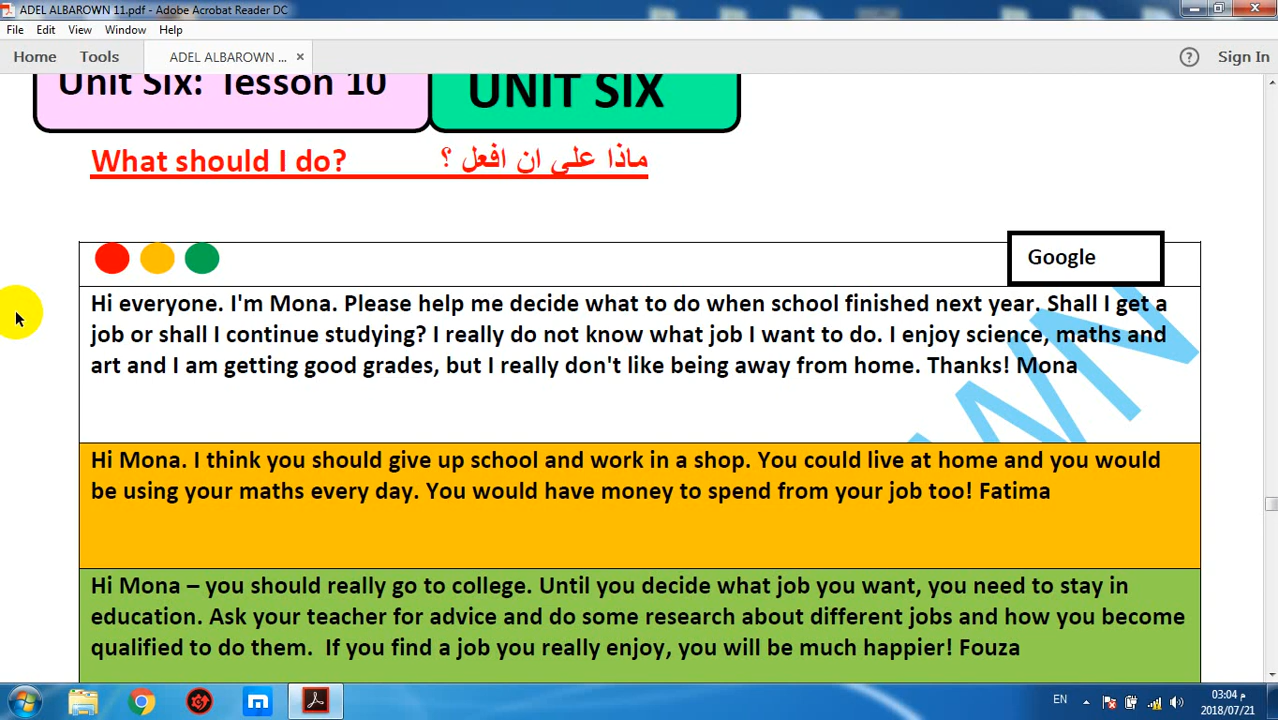 ADEL ALBAROWN 11.pdf - Adobe Acrobat Reader DC
File Edit View Window Help
Home Tools ADEL ALBAROWN ... × ? Sign In
Unit Six: lesson 10 UNIT SIX
What should I do? ماذا على ان افعل ؟
Google
Hi everyone. I'm Mona. Please help me decide what to do when school finished next year. Shall I get a
job or shall I continue studying? I really do not know what job I want to do. I enjoy science, maths and
art and I am getting good grades, but I really don't like being away from home. Thanks! Mona
WN
Hi Mona. I think you should give up school and work in a shop. You could live at home and you would
be using your maths every day. You would have money to spend from your job too! Fatima
Hi Mona – you should really go to college. Until you decide what job you want, you need to stay in
education. Ask your teacher for advice and do some research about different jobs and how you become
qualified to do them. If you find a job you really enjoy, you will be much happier! Fouza
EN 03:04 م
2018/07/21